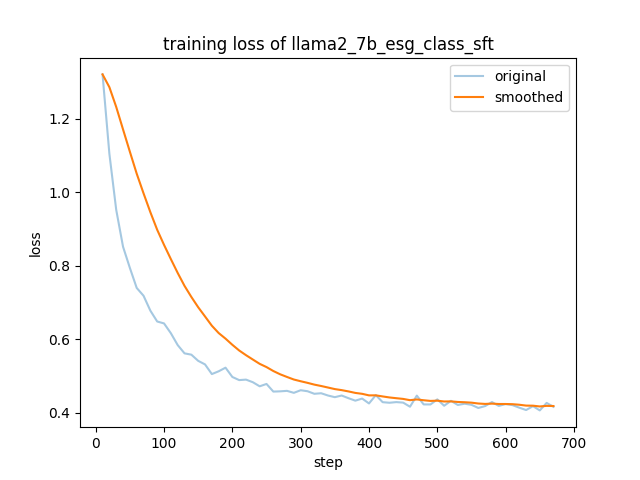 training loss of llama2_7b_esg_class_sft
original
smoothed
loss
1.2
1.0
0.8
0.6
0.4
0 100 200 300 400 500 600 700
step